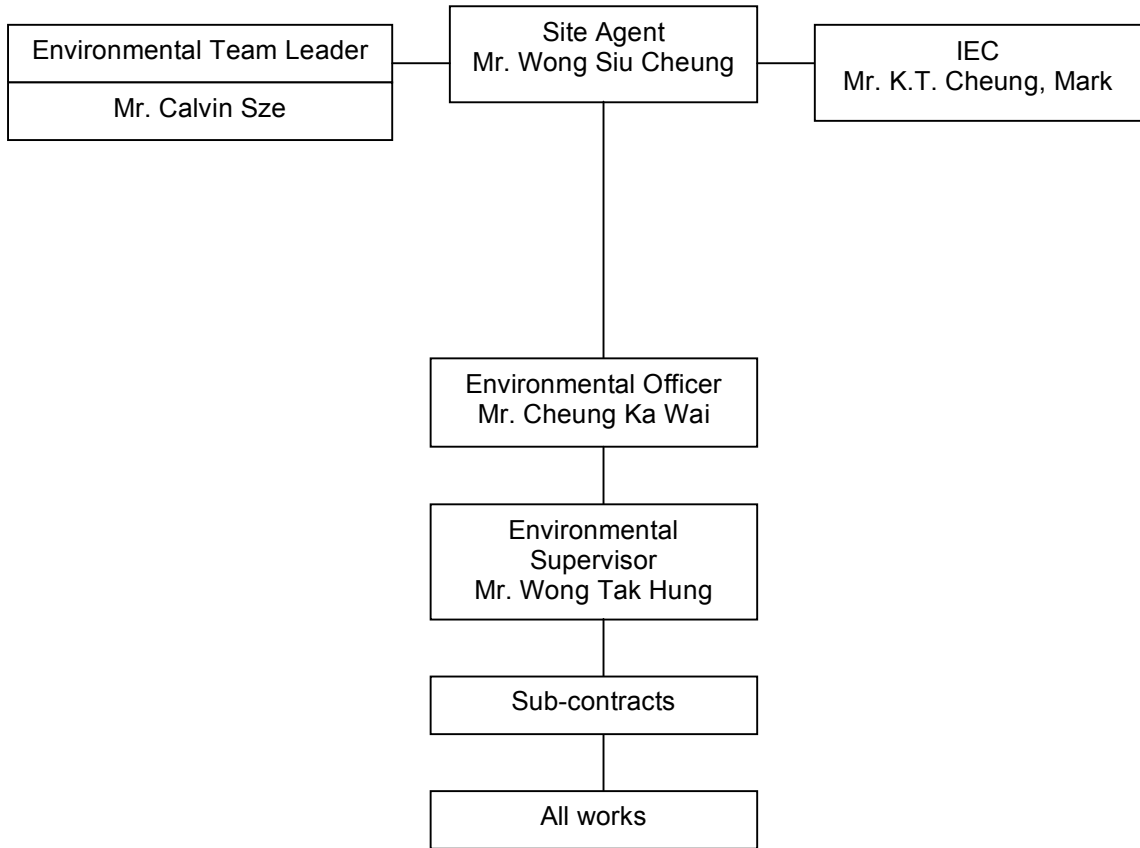 Environmental Team Leader
Mr. Calvin Sze
Site Agent
Mr. Wong Siu Cheung
IEC
Mr. K.T. Cheung, Mark
Environmental Officer
Mr. Cheung Ka Wai
Environmental
Supervisor
Mr. Wong Tak Hung
Sub-contracts
All works